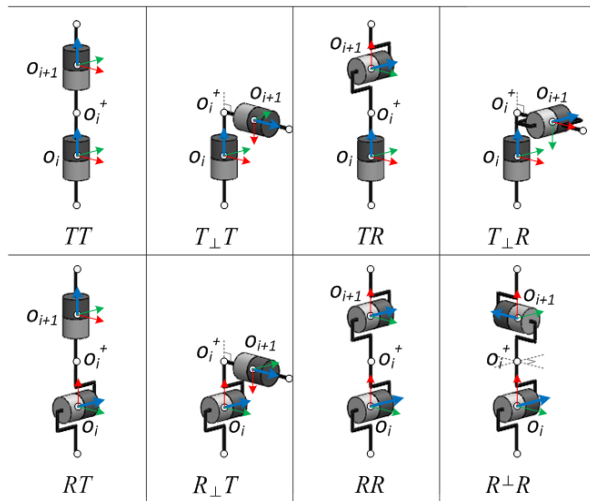 o_{i+1}
o_i^+
o_i
TT
o_i^+
o_{i+1}
o_i
T_⊥T
o_{i+1}
o_i^+
o_i
TR
o_i^+
o_{i+1}
o_i
T_⊥R
o_{i+1}
o_i^+
o_i
RT
o_i^+
o_{i+1}
o_i
R_⊥T
o_{i+1}
o_i^+
o_i
RR
o_{i+1}
o_i^+
o_i
R^⊥R